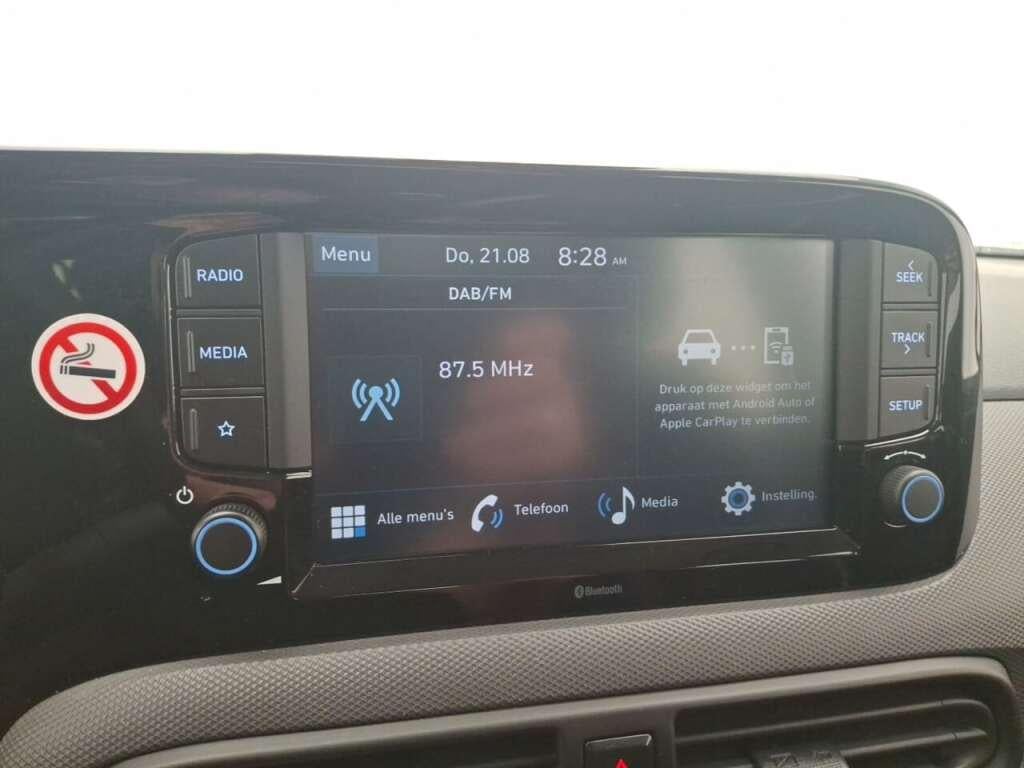 RADIO
MEDIA
Menu
Do, 21.08
8:28 AM
DAB/FM
87.5 MHz
Druk op deze widget om het
apparaat met Android Auto of
Apple CarPlay te verbinden.
Alle menu's
Telefoon
Media
Instelling.
SEEK
TRACK
SETUP
Bluetooth